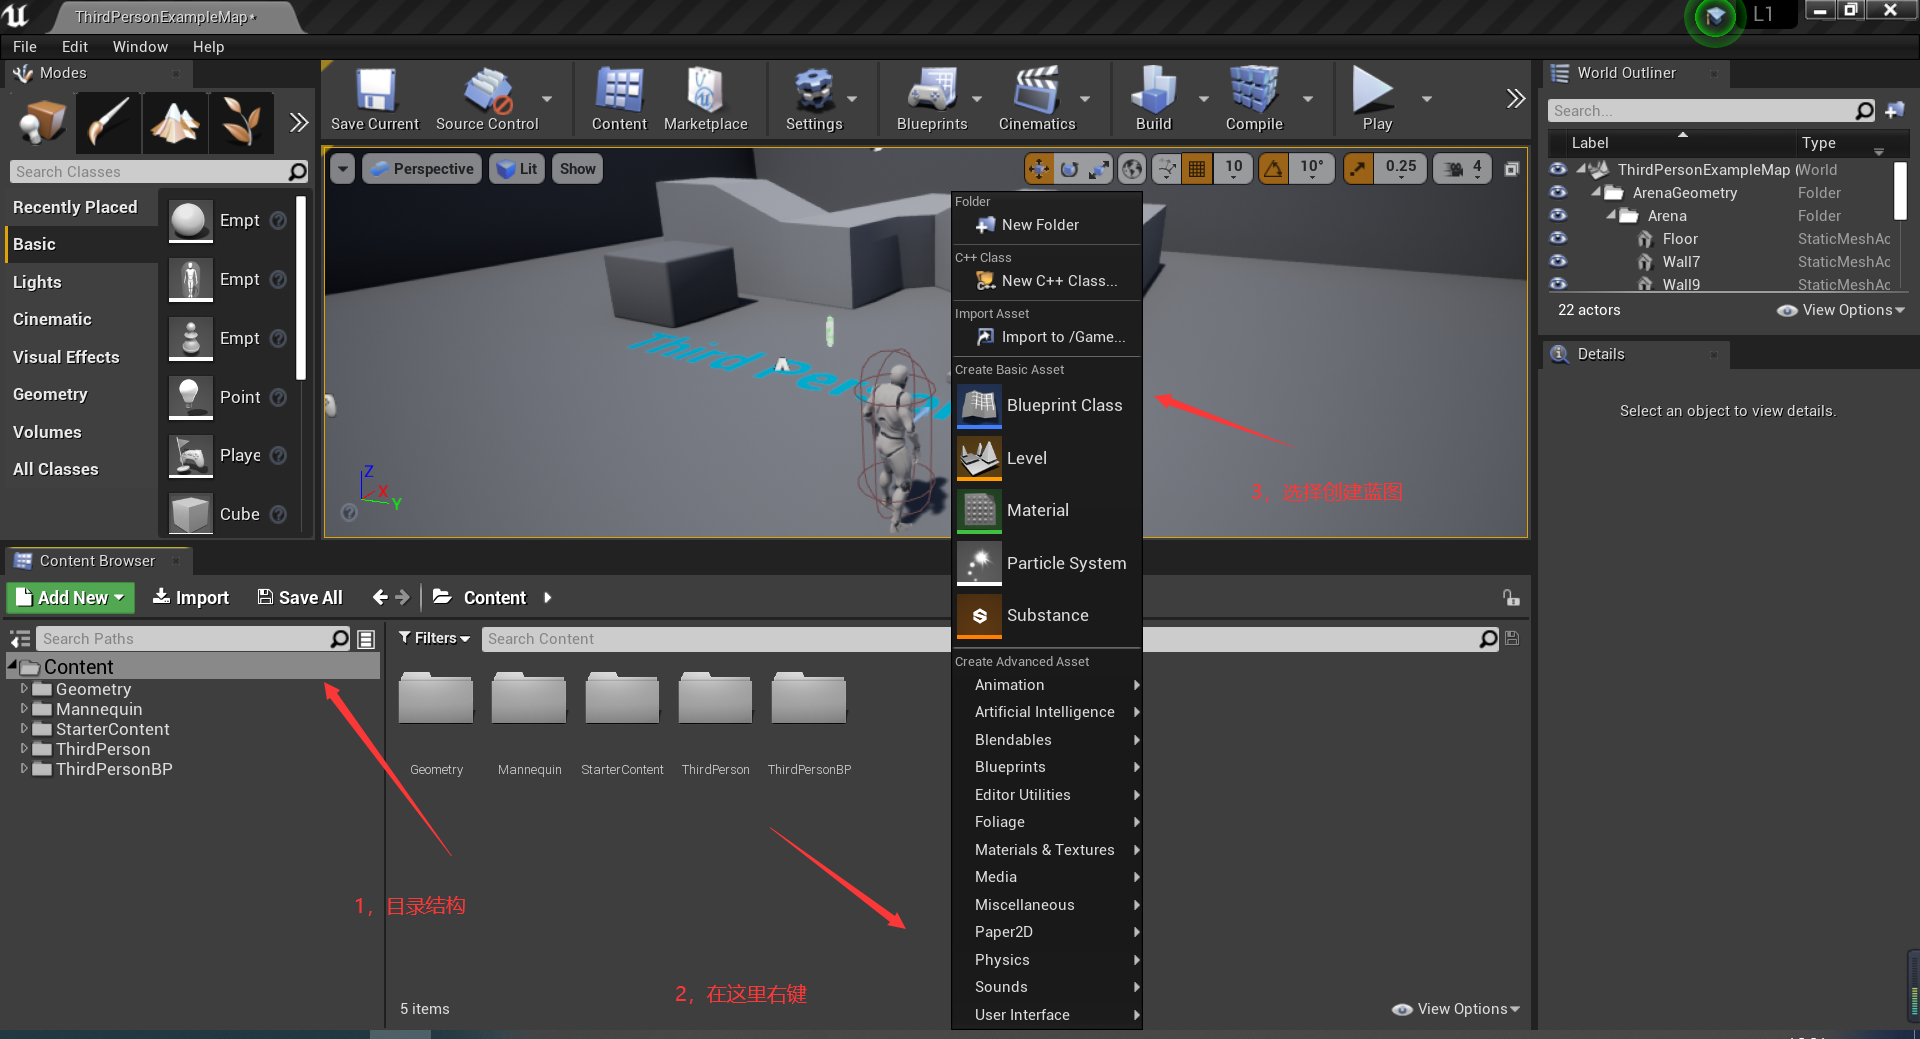 ThirdPersonExampleMap*
L1
File Edit Window Help
Modes
Search Classes
Recently Placed
Basic
Lights
Cinematic
Visual Effects
Geometry
Volumes
All Classes
Empt
Empt
Empt
Point
Playe
Cube
Save Current
Source Control
Content
Marketplace
Settings
Blueprints
Cinematics
Build
Compile
Play
Perspective
Lit
Show
10
10°
0.25
4
Third Per
Z
X
Y
Folder
New Folder
C++ Class
New C++ Class...
Import Asset
Import to /Game...
Create Basic Asset
Blueprint Class
Level
Material
Particle System
Substance
Create Advanced Asset
Animation
Artificial Intelligence
Blendables
Blueprints
Editor Utilities
Foliage
Materials & Textures
Media
Miscellaneous
Paper2D
Physics
Sounds
User Interface
3，选择创建蓝图
World Outliner
Search...
Label Type
ThirdPersonExampleMap ( World
ArenaGeometry Folder
Arena Folder
Floor StaticMeshAc
Wall7 StaticMeshAc
Wall9 StaticMeshAc
22 actors
View Options
Details
Select an object to view details.
Content Browser
Add New
Import
Save All
Content
Search Paths
Filters
Search Content
Content
Geometry
Mannequin
StarterContent
ThirdPerson
ThirdPersonBP
Geometry
Mannequin
StarterContent
ThirdPerson
ThirdPersonBP
1，目录结构
2，在这里右键
5 items
View Options